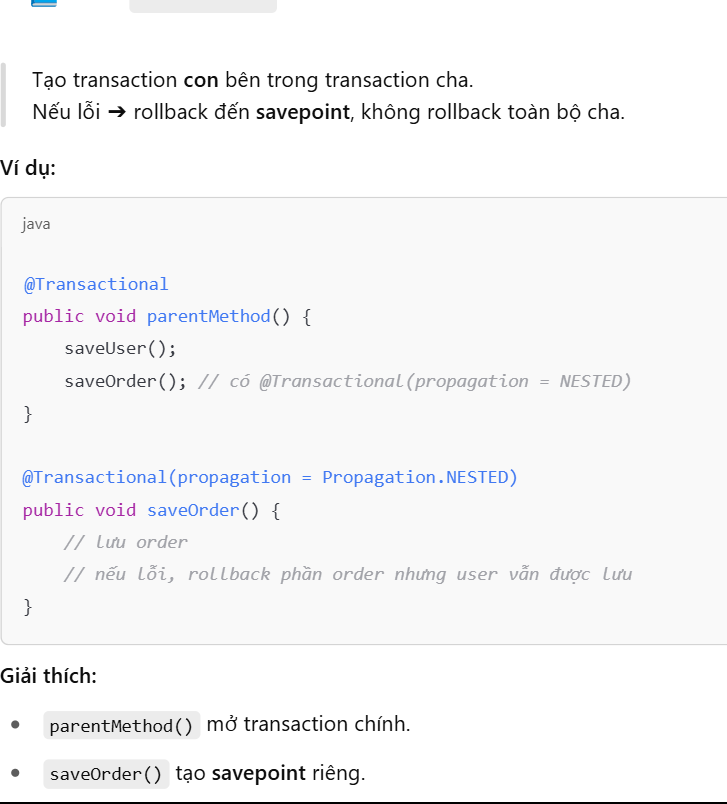 Tạo transaction con bên trong transaction cha.
Nếu lỗi ➔ rollback đến savepoint, không rollback toàn bộ cha.
Ví dụ:
java
@Transactional
public void parentMethod() {
    saveUser();
    saveOrder(); // có @Transactional(propagation = NESTED)
}
@Transactional(propagation = Propagation.NESTED)
public void saveOrder() {
    // lưu order
    // nếu lỗi, rollback phần order nhưng user vẫn được lưu
}
Giải thích:
• parentMethod() mở transaction chính.
• saveOrder() tạo savepoint riêng.